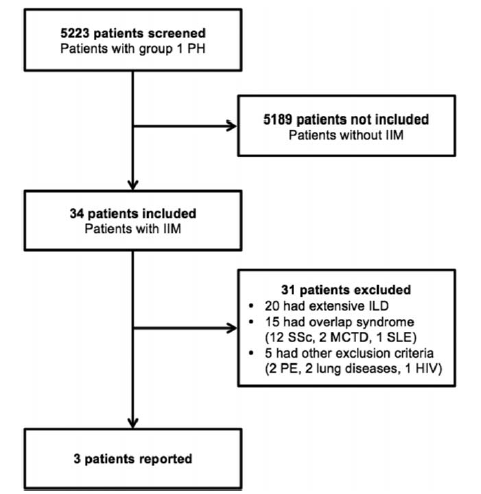 5223 patients screened
Patients with group 1 PH
5189 patients not included
Patients without IIM
34 patients included
Patients with IIM
31 patients excluded
• 20 had extensive ILD
• 15 had overlap syndrome
(12 SSc, 2 MCTD, 1 SLE)
• 5 had other exclusion criteria
(2 PE, 2 lung diseases, 1 HIV)
3 patients reported